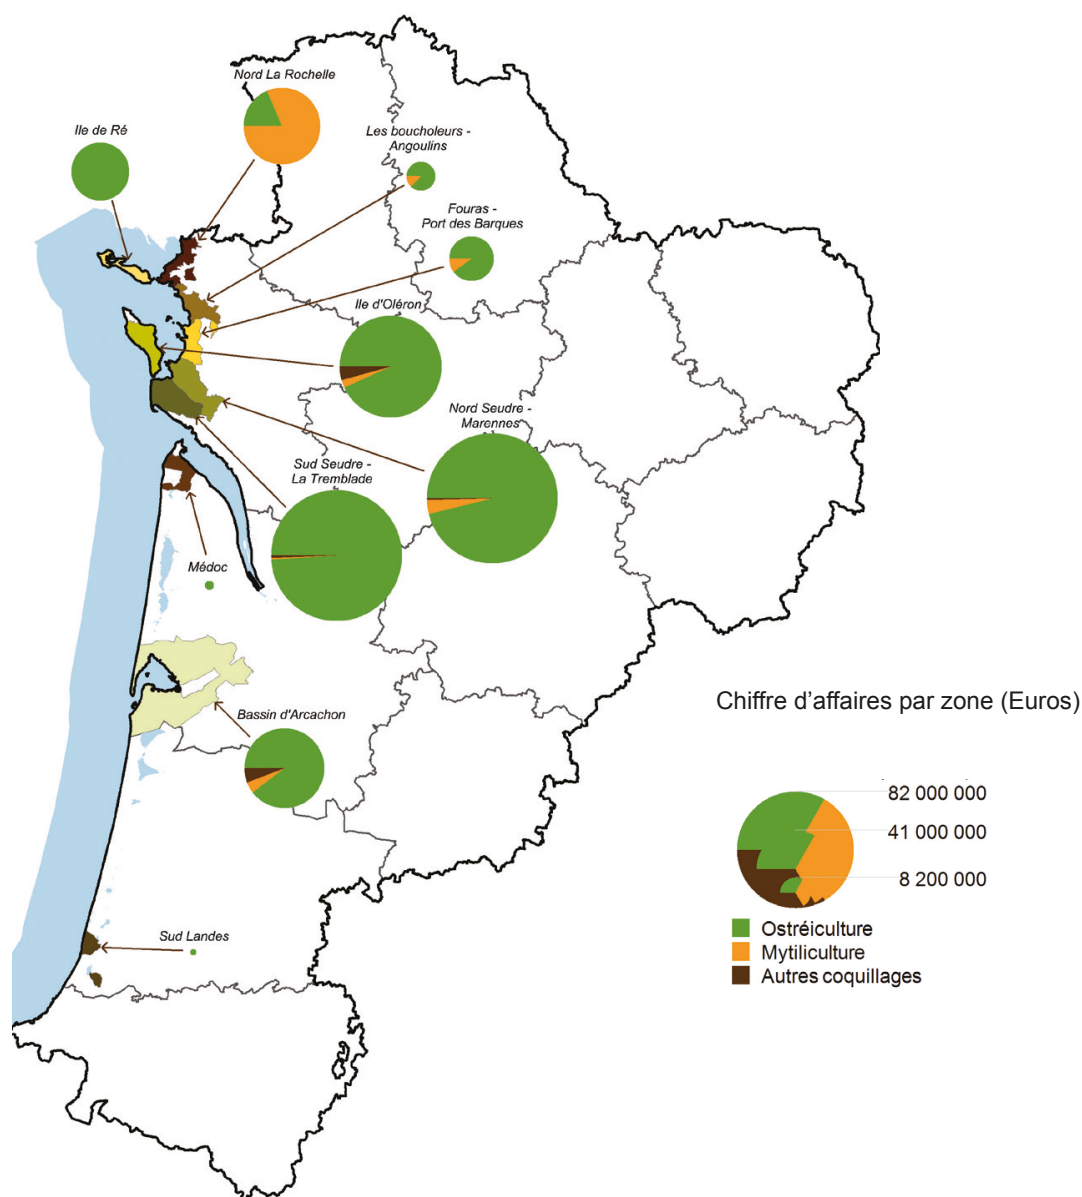 Nord La Rochelle
Ile de Ré
Les boucholeurs -
Angoulins
Fouras -
Port des Barques
Ile d'Oléron
Nord Seudre -
Marennes
Sud Seudre -
La Tremblade
Médoc
Bassin d'Arcachon
Sud Landes
Chiffre d’affaires par zone (Euros)
82 000 000
41 000 000
8 200 000
Ostréiculture
Mytiliculture
Autres coquillages